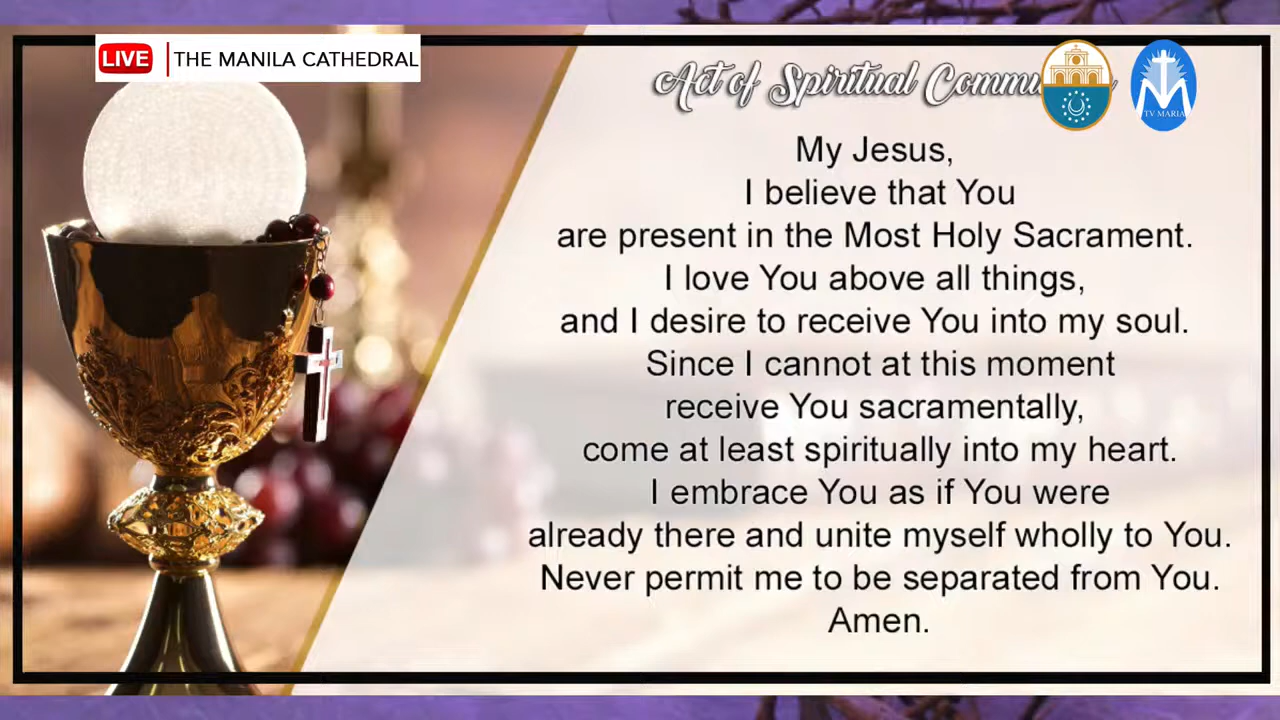 LIVE
THE MANILA CATHEDRAL
Act of Spiritual Commu
TV MARIA
My Jesus,
I believe that You
are present in the Most Holy Sacrament.
I love You above all things,
and I desire to receive You into my soul.
Since I cannot at this moment
receive You sacramentally,
come at least spiritually into my heart.
I embrace You as if You were
already there and unite myself wholly to You.
Never permit me to be separated from You.
Amen.